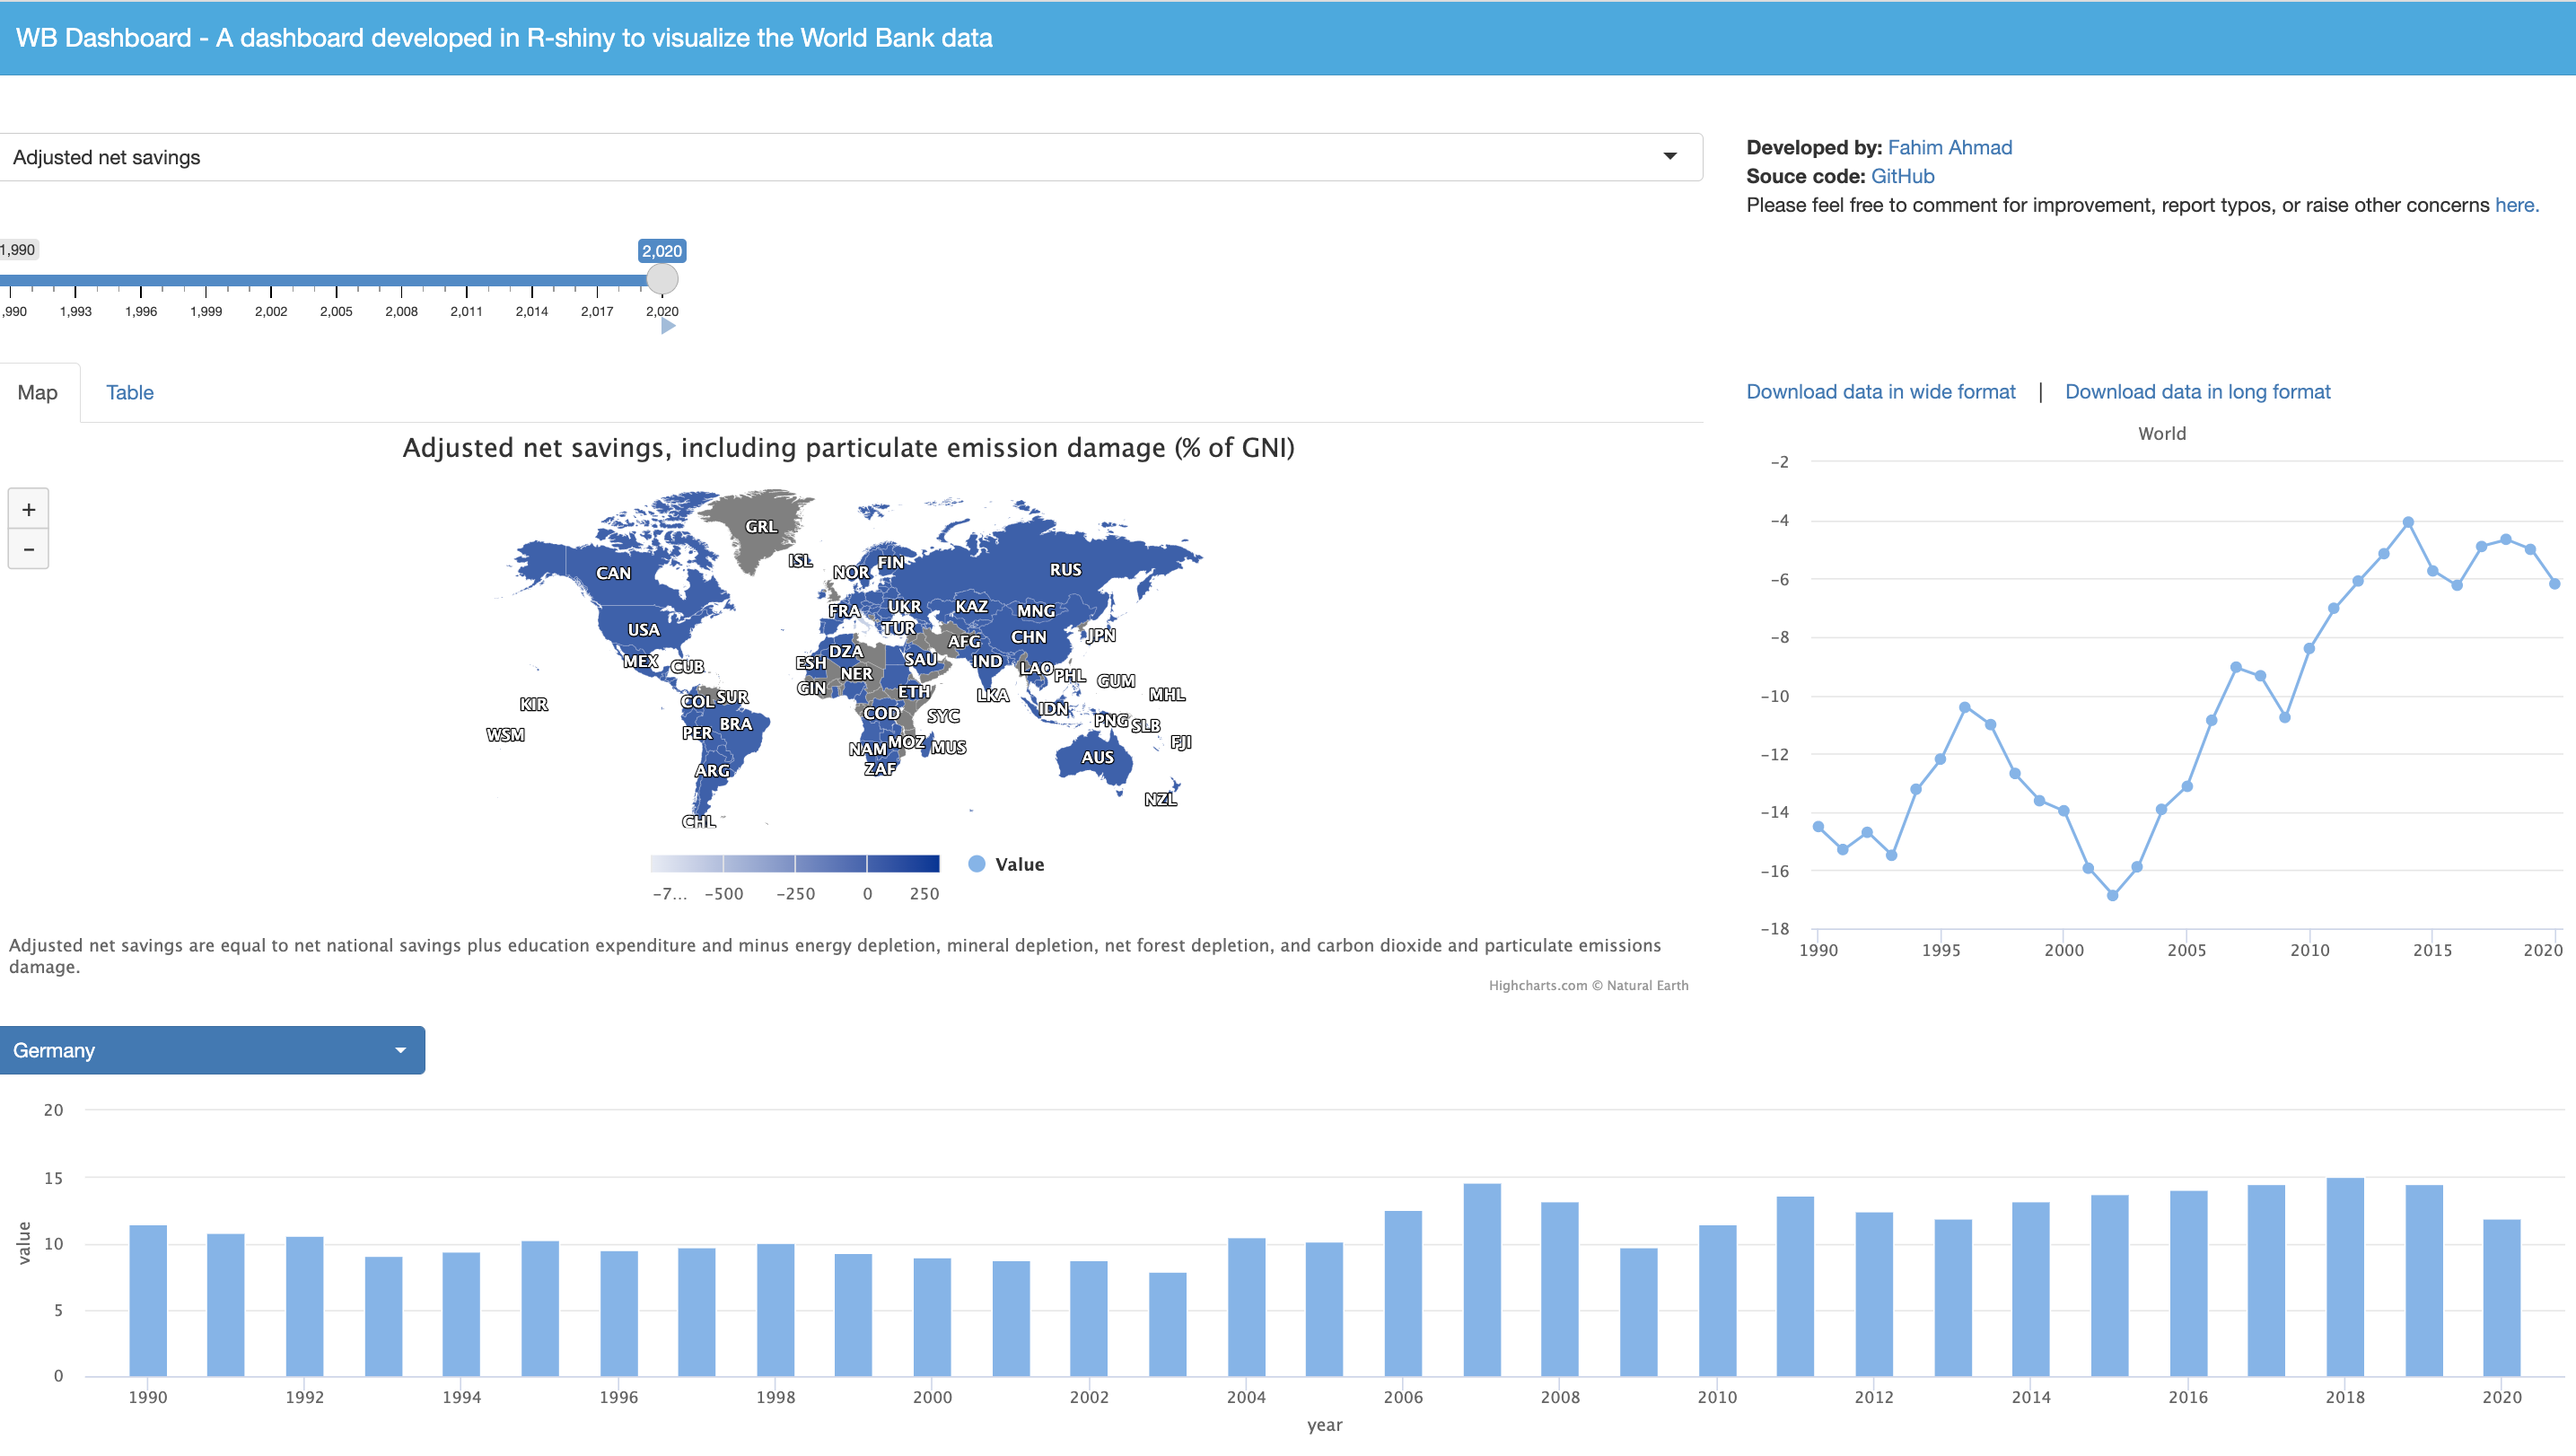 WB Dashboard - A dashboard developed in R-shiny to visualize the World Bank data
Adjusted net savings
Developed by: Fahim Ahmad
Souce code: GitHub
Please feel free to comment for improvement, report typos, or raise other concerns here.
1,990
2,020
,990 1,993 1,996 1,999 2,002 2,005 2,008 2,011 2,014 2,017 2,020
Map Table
Download data in wide format | Download data in long format
Adjusted net savings, including particulate emission damage (% of GNI)
+
-
GRL
ISL
NOR FIN
CAN
RUS
FRA UKR KAZ MNG
USA
TUR
AFG CHN JPN
MEX CUB
ESH DZA SAU IND LAO
NER
PHL GUM
GIN ETH LKA MHL
COL SUR
KIR
COD SYC IDN
PNG SLB
WSM PER BRA
NAM MOZ MUS FJI
AUS
ARG ZAF
NZL
CHL
-7... -500 -250 0 250
Value
Adjusted net savings are equal to net national savings plus education expenditure and minus energy depletion, mineral depletion, net forest depletion, and carbon dioxide and particulate emissions
damage.
Highcharts.com © Natural Earth
World
-2
-4
-6
-8
-10
-12
-14
-16
-18
1990 1995 2000 2005 2010 2015 2020
Germany
20
15
10
5
0
value
1990 1992 1994 1996 1998 2000 2002 2004 2006 2008 2010 2012 2014 2016 2018 2020
year